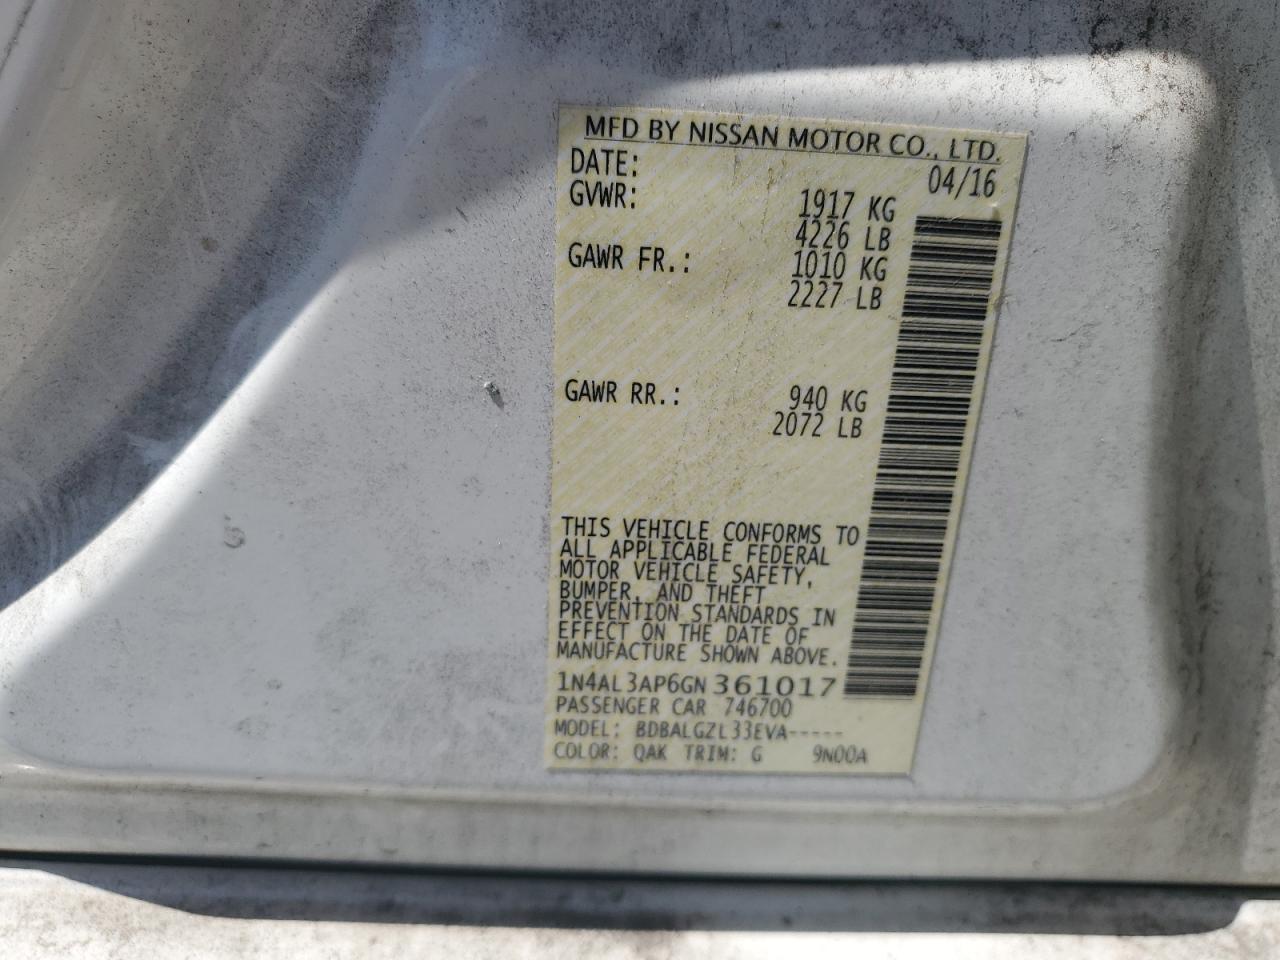 MFD BY NISSAN MOTOR CO., LTD.
DATE: 04/16
GVWR: 1917 KG
4226 LB
GAWR FR.: 1010 KG
2227 LB
GAWR RR.: 940 KG
2072 LB
THIS VEHICLE CONFORMS TO
ALL APPLICABLE FEDERAL
MOTOR VEHICLE SAFETY,
BUMPER, AND THEFT
PREVENTION STANDARDS IN
EFFECT ON THE DATE OF
MANUFACTURE SHOWN ABOVE.
1N4AL3AP6GN361017
PASSENGER CAR 746700
MODEL: BDBALGZL33EVA-----
COLOR: QAK TRIM: G 9N00A